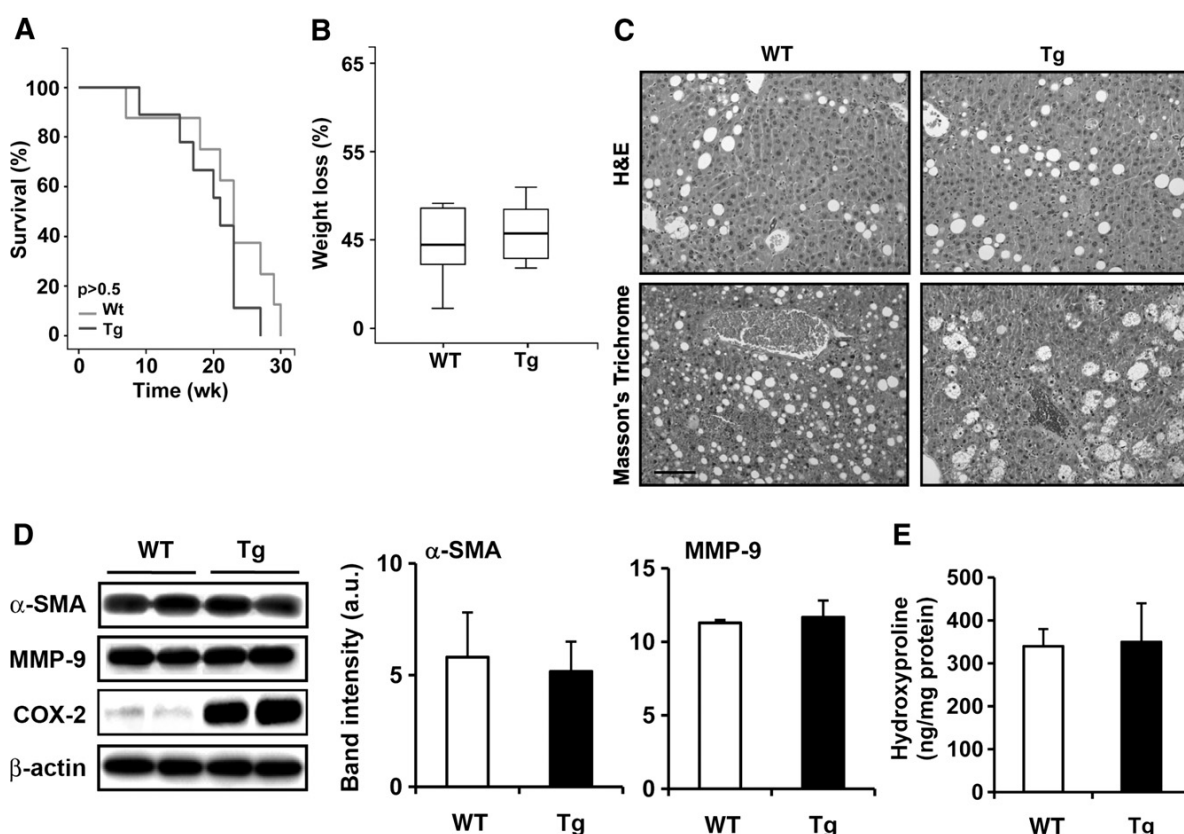 A
Survival (%)
100
80
60
40
20
0
p>0.5
Wt
Tg
0
10
20
30
Time (wk)
B
Weight loss (%)
65
55
45
0
WT
Tg
C
WT
Tg
H&E
Masson's Trichrome
D
WT
Tg
α-SMA
MMP-9
COX-2
β-actin
α-SMA
Band intensity (a.u.)
10
5
0
WT
Tg
MMP-9
15
10
5
0
WT
Tg
E
Hydroxyproline
(ng/mg protein)
500
400
300
200
100
0
WT
Tg